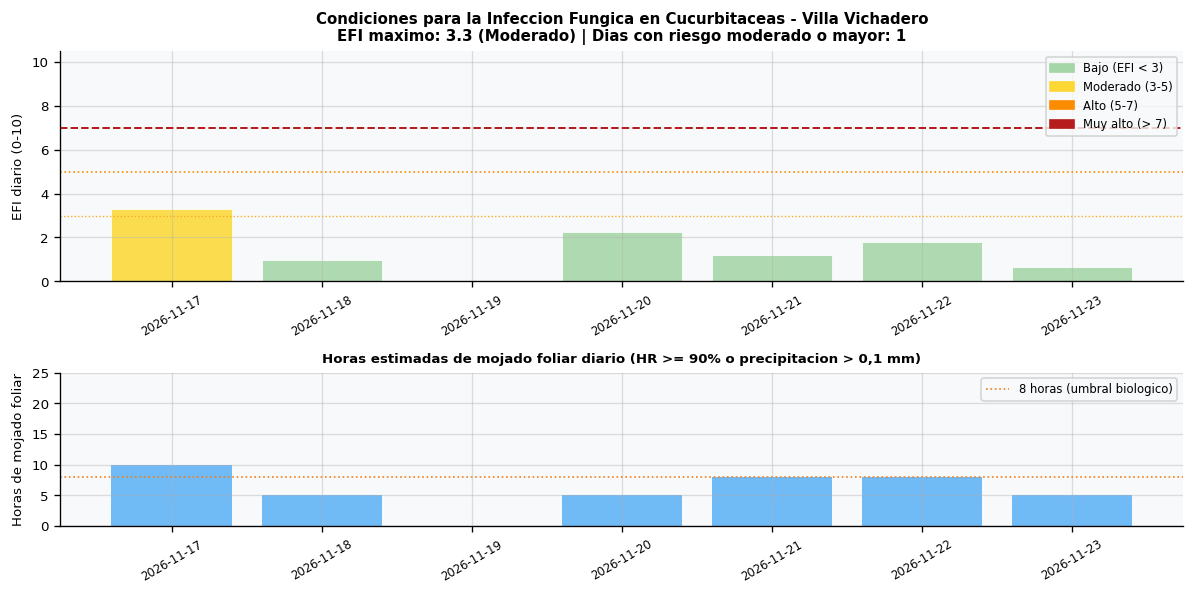 Condiciones para la Infeccion Fungica en Cucurbitaceas - Villa Vichadero
EFI maximo: 3.3 (Moderado) | Dias con riesgo moderado o mayor: 1
EFI diario (0-10)
10
8
6
4
2
0
Bajo (EFI < 3)
Moderado (3-5)
Alto (5-7)
Muy alto (> 7)
2026-11-17
2026-11-18
2026-11-19
2026-11-20
2026-11-21
2026-11-22
2026-11-23
Horas estimadas de mojado foliar diario (HR >= 90% o precipitacion > 0,1 mm)
Horas de mojado foliar
25
20
15
10
5
0
8 horas (umbral biologico)
2026-11-17
2026-11-18
2026-11-19
2026-11-20
2026-11-21
2026-11-22
2026-11-23